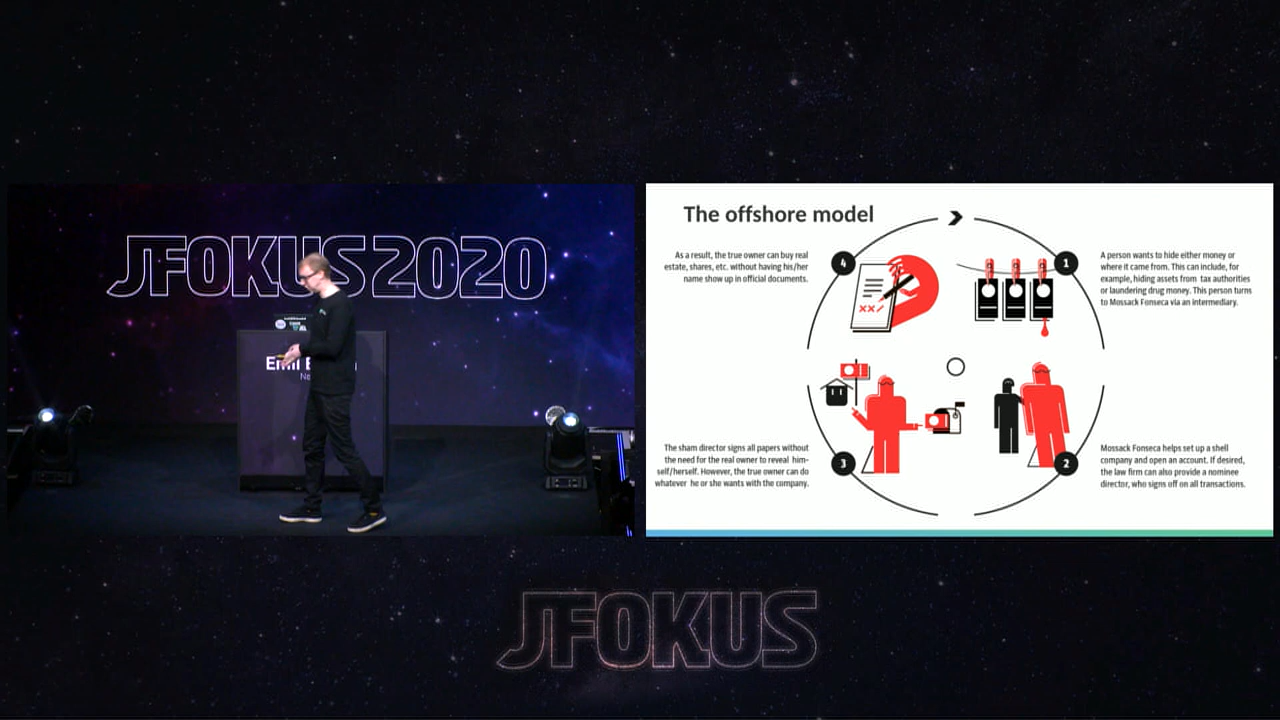 JFOKUS 2020
The offshore model
4
As a result, the true owner can buy real
estate, shares, etc. without having his/her
name show up in official documents.
1
A person wants to hide either money or
where it came from. This can include, for
example, hiding assets from tax authorities
or laundering drug money. This person turns
to Mossack Fonseca via an intermediary.
The sham director signs all papers without
the need for the real owner to reveal him-
self/herself. However, the true owner can do
whatever he or she wants with the company.
3
2
Mossack Fonseca helps set up a shell
company and open an account. If desired,
the law firm can also provide a nominee
director, who signs off on all transactions.
JFOKUS